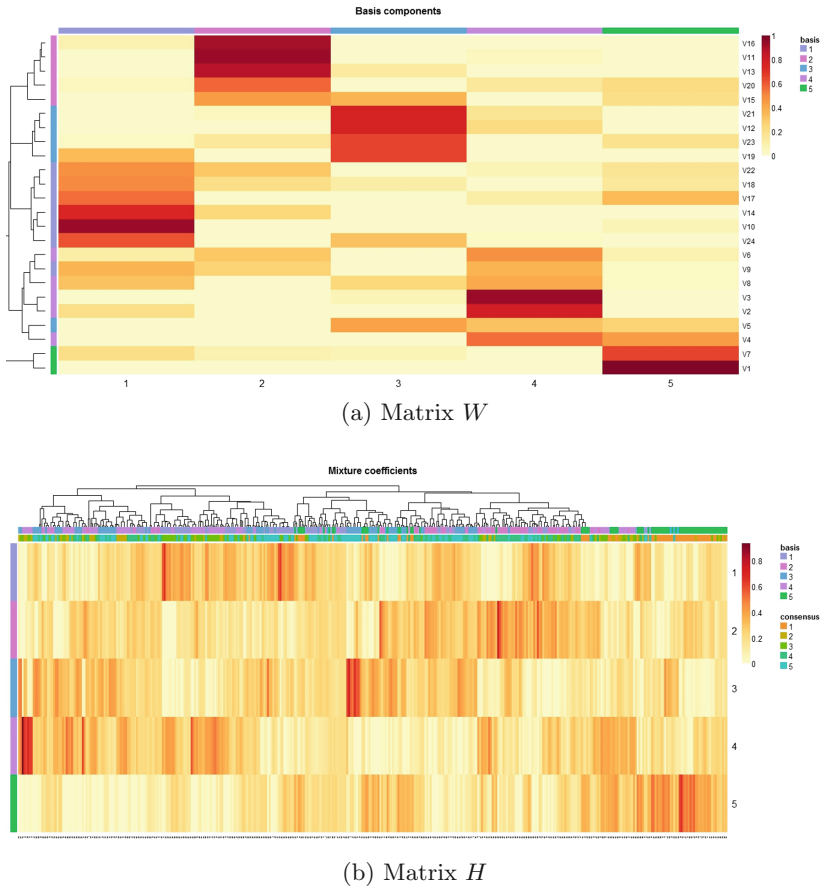 Basis components
1
0.8
0.6
0.4
0.2
0
basis
1
2
3
4
5
V16
V11
V13
V20
V15
V21
V12
V23
V19
V22
V18
V17
V14
V10
V24
V6
V9
V8
V3
V2
V5
V4
V7
V1
1 2 3 4 5
(a) Matrix W
Mixture coefficients
0.8
0.6
0.4
0.2
0
basis
1
2
3
4
5
consensus
1
2
3
4
5
1
2
3
4
5
(b) Matrix H